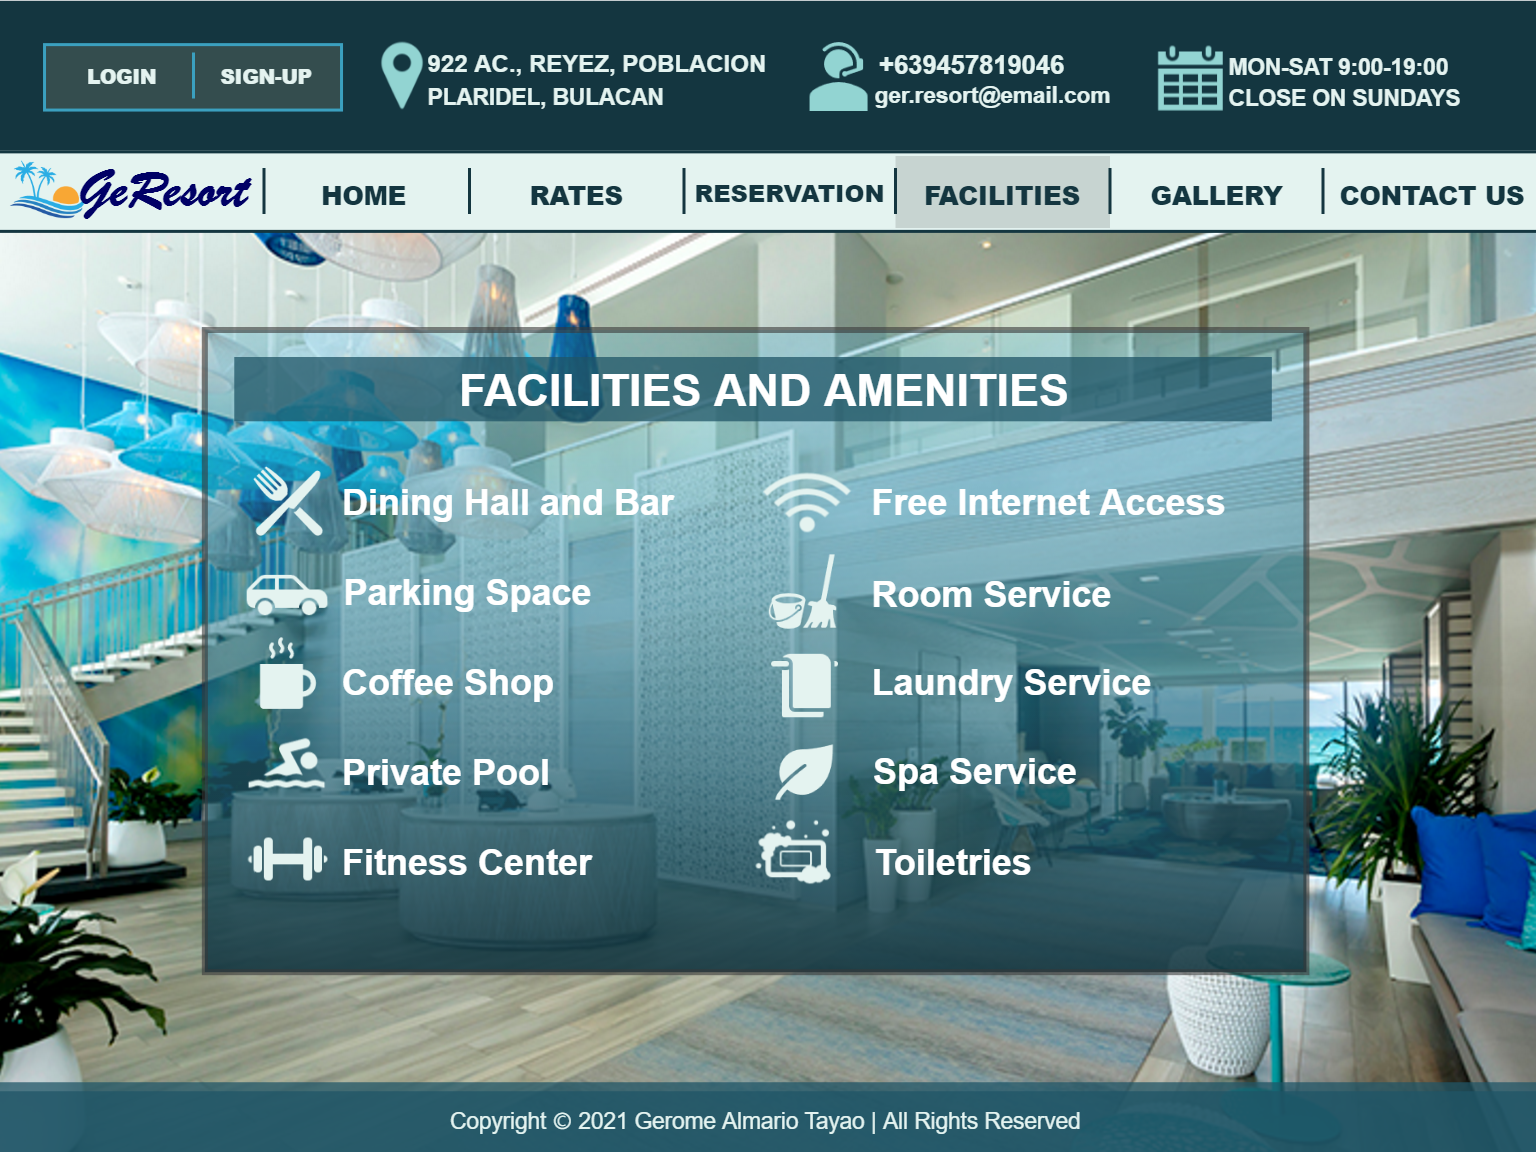 LOGIN
SIGN-UP
922 AC., REYEZ, POBLACION
PLARIDEL, BULACAN
+639457819046
ger.resort@email.com
MON-SAT 9:00-19:00
CLOSE ON SUNDAYS
GeResort
HOME
RATES
RESERVATION
FACILITIES
GALLERY
CONTACT US
FACILITIES AND AMENITIES
Dining Hall and Bar
Parking Space
Coffee Shop
Private Pool
Fitness Center
Free Internet Access
Room Service
Laundry Service
Spa Service
Toiletries
Copyright © 2021 Gerome Almario Tayao | All Rights Reserved